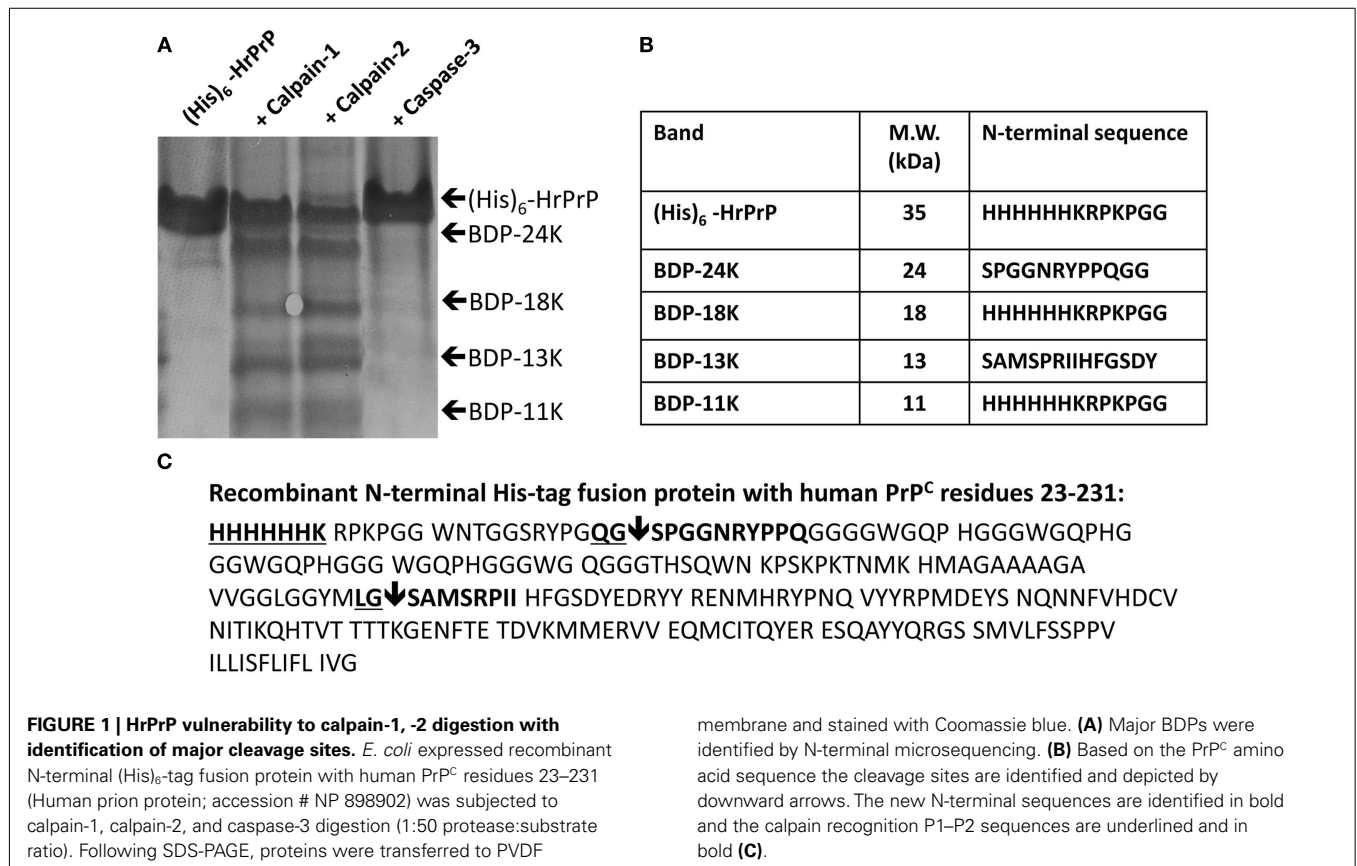 A
(His)6 -HrPrP
+ Calpain-1
+ Calpain-2
+ Caspase-3
←(His)6-HrPrP
←BDP-24K
←BDP-18K
←BDP-13K
←BDP-11K
B
Band M.W. (kDa) N-terminal sequence
(His)6 -HrPrP 35 HHHHHHKRPKPGG
BDP-24K 24 SPGGNRYPPQGG
BDP-18K 18 HHHHHHKRPKPGG
BDP-13K 13 SAMSPRIIHFGSDY
BDP-11K 11 HHHHHHKRPKPGG
C
Recombinant N-terminal His-tag fusion protein with human PrPC residues 23-231:
HHHHHHK RPKPGG WNTGGSRYPGQG↓SPGGNRYPPQGGGGWGQP HGGGWGQPHG
GGWGQPHGGG WGQPHGGGWG QGGGTHSQWN KPSKPKTNMK HMAGAAAAGA
VVGGLGGYMLG↓SAMSRPII HFGSDYEDRYY RENMHRYPNQ VYYRPMDEYS NQNNFVHDCV
NITIKQHTVT TTTKGENFTE TDVKMMERVV EQMCITQYER ESQAYYQRGS SMVLFSSPPV
ILLISFLIFL IVG
FIGURE 1 | HrPrP vulnerability to calpain-1, -2 digestion with
identification of major cleavage sites. E. coli expressed recombinant
N-terminal (His)6-tag fusion protein with human PrPC residues 23–231
(Human prion protein; accession # NP 898902) was subjected to
calpain-1, calpain-2, and caspase-3 digestion (1:50 protease:substrate
ratio). Following SDS-PAGE, proteins were transferred to PVDF
membrane and stained with Coomassie blue. (A) Major BDPs were
identified by N-terminal microsequencing. (B) Based on the PrPC amino
acid sequence the cleavage sites are identified and depicted by
downward arrows. The new N-terminal sequences are identified in bold
and the calpain recognition P1–P2 sequences are underlined and in
bold (C).